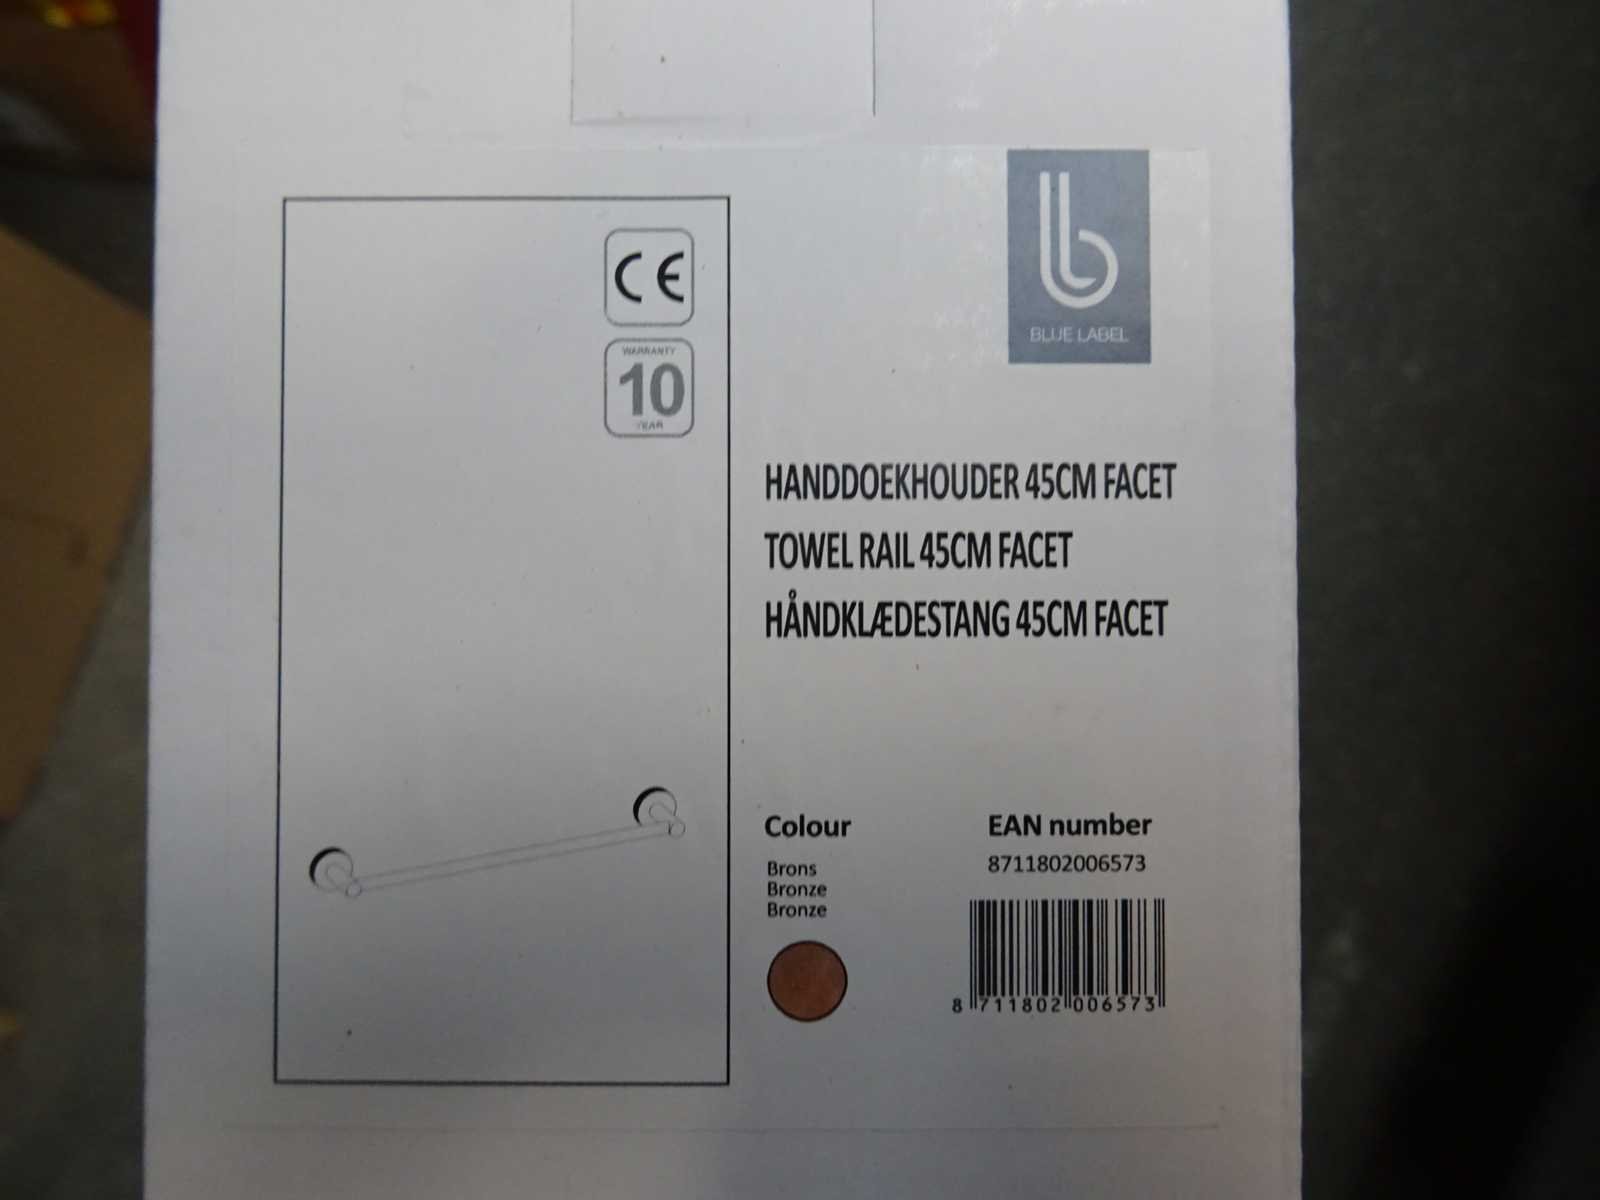 CE
WARRANTY
10
YEAR
BLUE LABEL
HANDDOEKHOUDER 45CM FACET
TOWEL RAIL 45CM FACET
HÅNDKLÆDESTANG 45CM FACET
Colour
Brons
Bronze
Bronze
EAN number
8711802006573
8 711802 006573